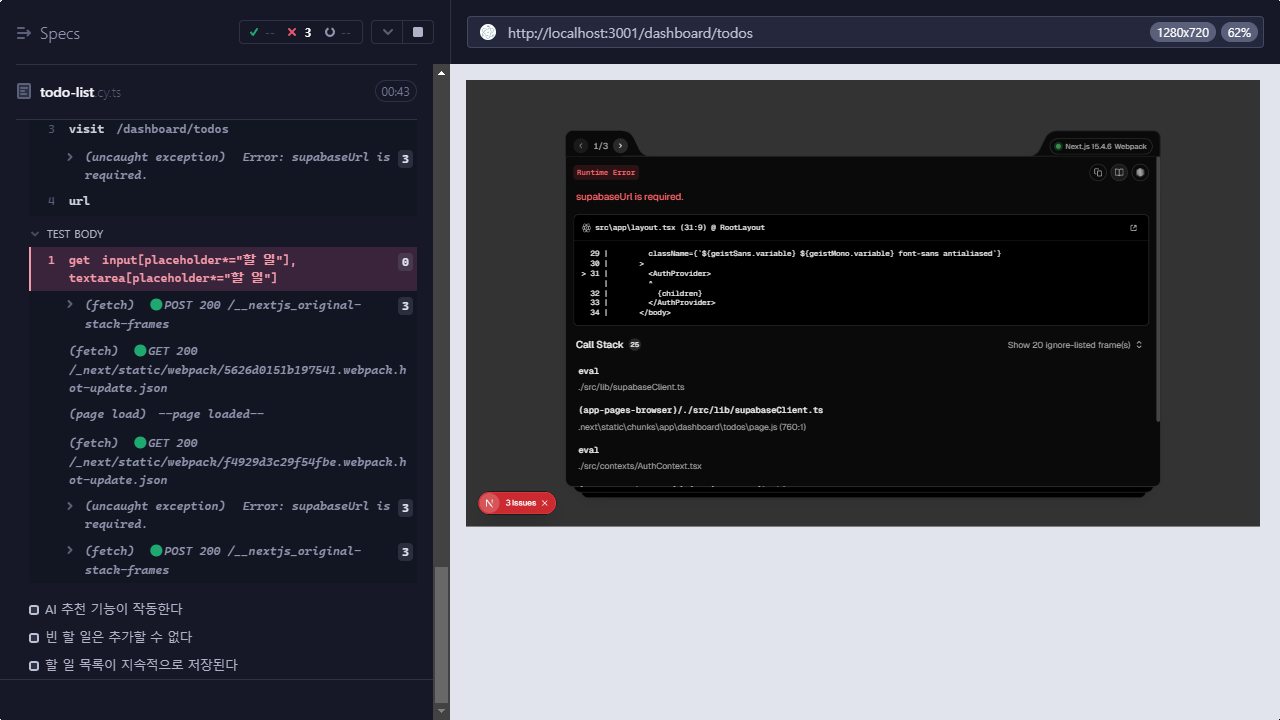 Specs
-- 3 --
todo-list.cy.ts
00:43
3 visit /dashboard/todos
(uncaught exception) Error: supabaseUrl is 3
required.
4 url
TEST BODY
1 get input[placeholder*="할 일"], 0
textarea[placeholder*="할 일"]
(fetch) POST 200 /__nextjs_original- 3
stack-frames
(fetch) GET 200
/_next/static/webpack/5626d0151b197541.webpack.h
ot-update.json
(page load) --page loaded--
(fetch) GET 200
/_next/static/webpack/f4929d3c29f54fbe.webpack.h
ot-update.json
(uncaught exception) Error: supabaseUrl is 3
required.
(fetch) POST 200 /__nextjs_original- 3
stack-frames
AI 추천 기능이 작동한다
빈 할 일은 추가할 수 없다
할 일 목록이 지속적으로 저장된다
http://localhost:3001/dashboard/todos
1280x720 62%
1/3
Next.js 15.4.6 Webpack
Runtime Error
supabaseUrl is required.
src\app\layout.tsx (31:9) @ RootLayout
29 | className={`${geistSans.variable} ${geistMono.variable} font-sans antialiased`}
30 | >
> 31 | <AuthProvider>
| ^
32 | {children}
33 | </AuthProvider>
34 | </body>
Call Stack 25
Show 20 ignore-listed frame(s)
eval
./src/lib/supabaseClient.ts
(app-pages-browser)/./src/lib/supabaseClient.ts
.next\static\chunks\app\dashboard\todos\page.js (760:1)
eval
./src/contexts/AuthContext.tsx
N 3 Issues